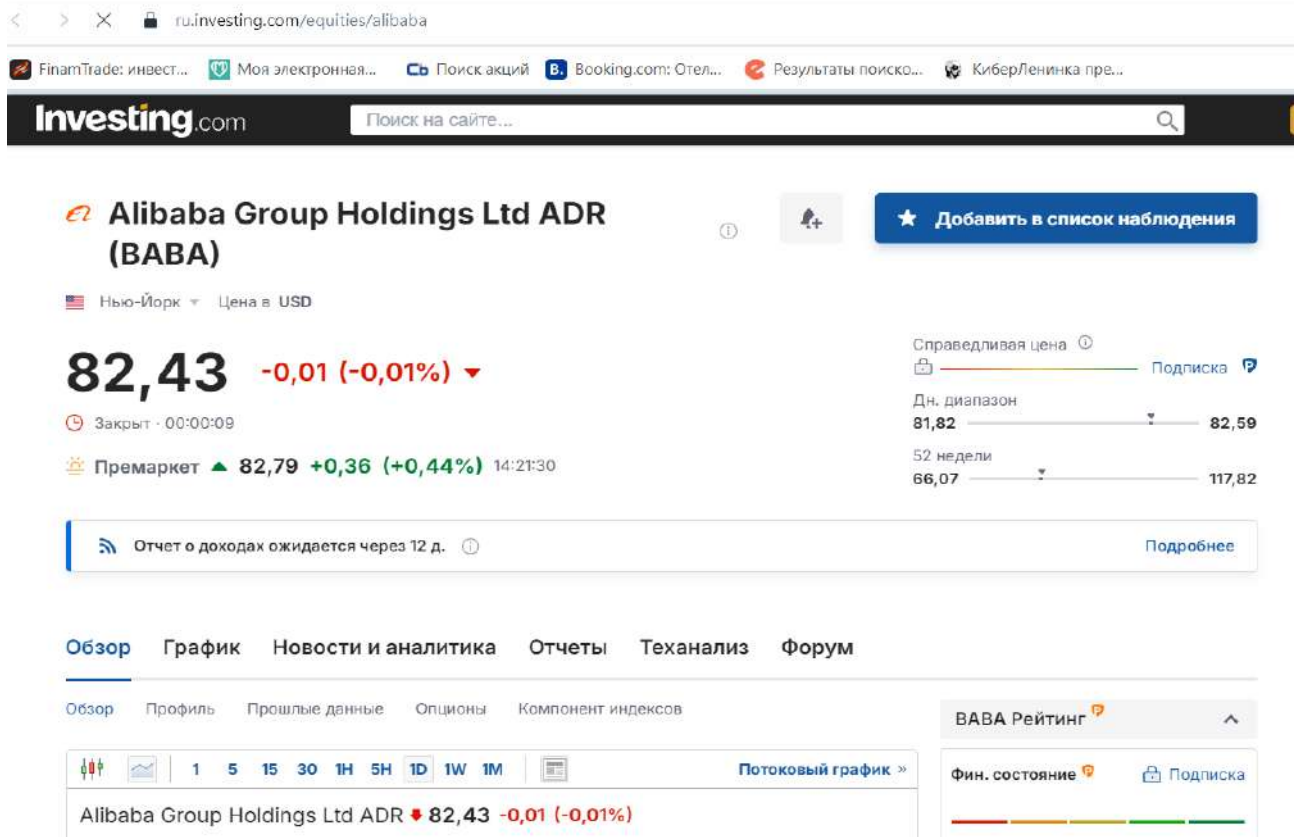 ru.investing.com/equities/alibaba
FinamTrade: инвест... Моя электронная... Сь Поиск акций B. Booking.com: Отел... Результаты поиско... КиберЛенинка пре...
Investing.com Поиск на сайте...
Alibaba Group Holdings Ltd ADR
(BABA)
Добавить в список наблюдения
Нью-Йорк Цена в USD
82,43 -0,01 (-0,01%)
Закрыт · 00:00:09
Премаркет 82,79 +0,36 (+0,44%) 14:21:30
Справедливая цена
Подписка
Дн. диапазон
81,82 82,59
52 недели
66,07 117,82
Отчет о доходах ожидается через 12 д. Подробнее
Обзор График Новости и аналитика Отчеты Теханализ Форум
Обзор Профиль Прошлые данные Опционы Компонент индексов
1 5 15 30 1H 5H 1D 1W 1M Потоковый график »
Alibaba Group Holdings Ltd ADR 82,43 -0,01 (-0,01%)
BABA Рейтинг
Фин. состояние Подписка